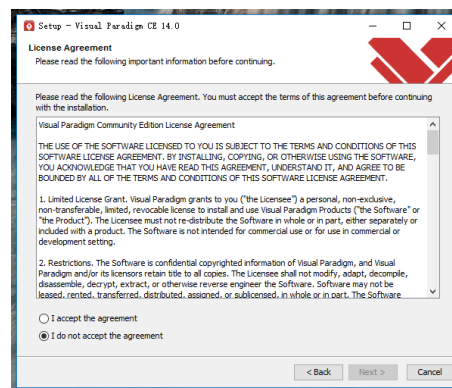 Setup - Visual Paradigm CE 14.0
License Agreement
Please read the following important information before continuing.
Please read the following License Agreement. You must accept the terms of this agreement before continuing
with the installation.
Visual Paradigm Community Edition License Agreement
THE USE OF THE SOFTWARE LICENSED TO YOU IS SUBJECT TO THE TERMS AND CONDITIONS OF THIS
SOFTWARE LICENSE AGREEMENT. BY INSTALLING, COPYING, OR OTHERWISE USING THE SOFTWARE,
YOU ACKNOWLEDGE THAT YOU HAVE READ THIS AGREEMENT, UNDERSTAND IT, AND AGREE TO BE
BOUNDED BY ALL OF THE TERMS AND CONDITIONS OF THIS SOFTWARE LICENSE AGREEMENT.
1. Limited License Grant. Visual Paradigm grants to you ("the Licensee") a personal, non-exclusive,
non-transferable, limited, revocable license to install and use Visual Paradigm Products ("the Software" or
"the Product"). The Licensee must not re-distribute the Software in whole or in part, either separately or
included with a product. The Software is not intended for commercial use or for use in commercial or
development setting.
2. Restrictions. The Software is confidential copyrighted information of Visual Paradigm, and Visual
Paradigm and/or its licensors retain title to all copies. The Licensee shall not modify, adapt, decompile,
disassemble, decrypt, extract, or otherwise reverse engineer the Software. Software may not be
leased, rented, transferred, distributed, assigned, or sublicensed, in whole or in part. The Software
I accept the agreement
I do not accept the agreement
< Back Next > Cancel